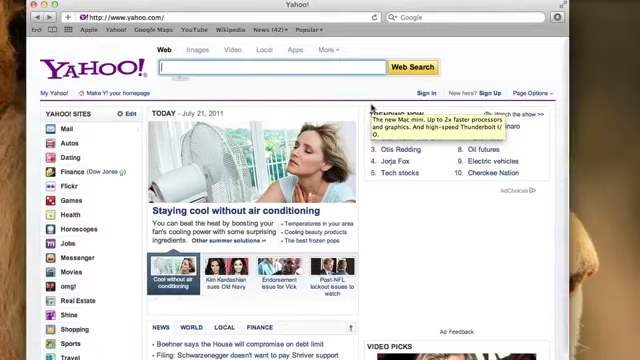 Yahoo!
http://www.yahoo.com/
Google
Apple Yahoo! Google Maps YouTube Wikipedia News (42) Popular
Web Images Video Local Apps More
YAHOO!
Web Search
My Yahoo! Make Y! your homepage
Sign In New here? Sign Up Page Options
YAHOO! SITES Edit
Mail
Autos
Dating
Finance (Dow Jones)
Flickr
Games
Health
Horoscopes
Jobs
Messenger
Movies
omg!
Real Estate
Shine
Shopping
Sports
Travel
TODAY - July 21, 2011
Staying cool without air conditioning
You can beat the heat by boosting your
fan's cooling power with some surprising
ingredients. Other summer solutions »
• Temperatures in your area
• Cooling beauty products
• The best frozen pops
Cool without air
conditioning
Kim Kardashian
sues Old Navy
Endorsement
issue for Vick
Post-NFL
lockout issues to
watch
NEWS WORLD LOCAL FINANCE
• Boehner says the House will compromise on debt limit
• Filing: Schwarzenegger doesn't want to pay Shriver support
TRENDING NOW Watch the show >>
The new Mac mini. Up to 2x faster processors
and graphics. And high-speed Thunderbolt I/
O.
3. Otis Redding
4. Jorja Fox
5. Tech stocks
8. Oil futures
9. Electric vehicles
10. Cherokee Nation
AdChoices
Ad Feedback
VIDEO PICKS